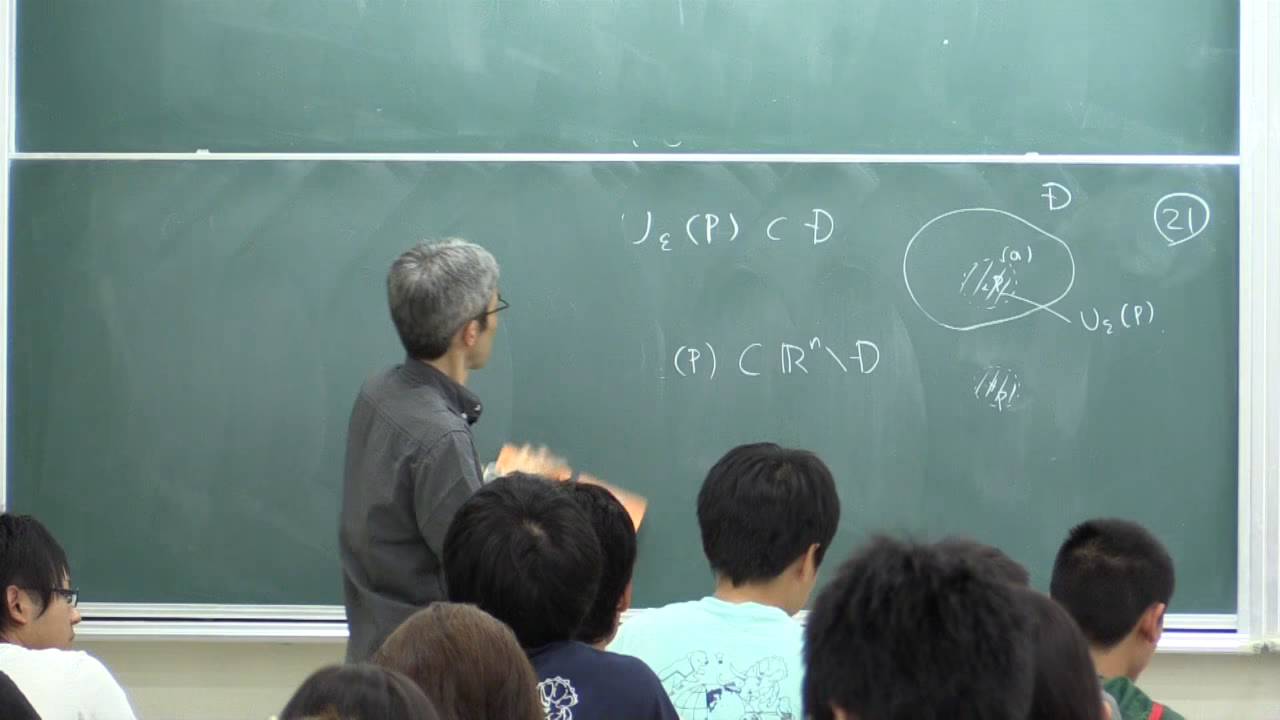 D
21
U_ε(P) ⊂ D
(a)
P
U_ε(P).
(P) ⊂ ℝⁿ \ D
P